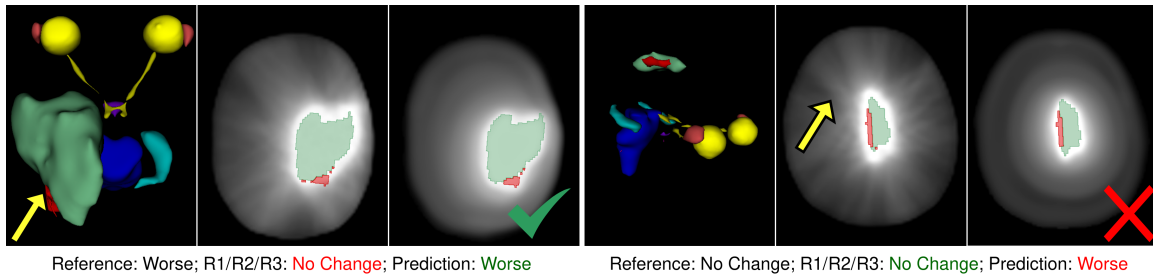 Reference: Worse; R1/R2/R3: No Change; Prediction: Worse
Reference: No Change; R1/R2/R3: No Change; Prediction: Worse